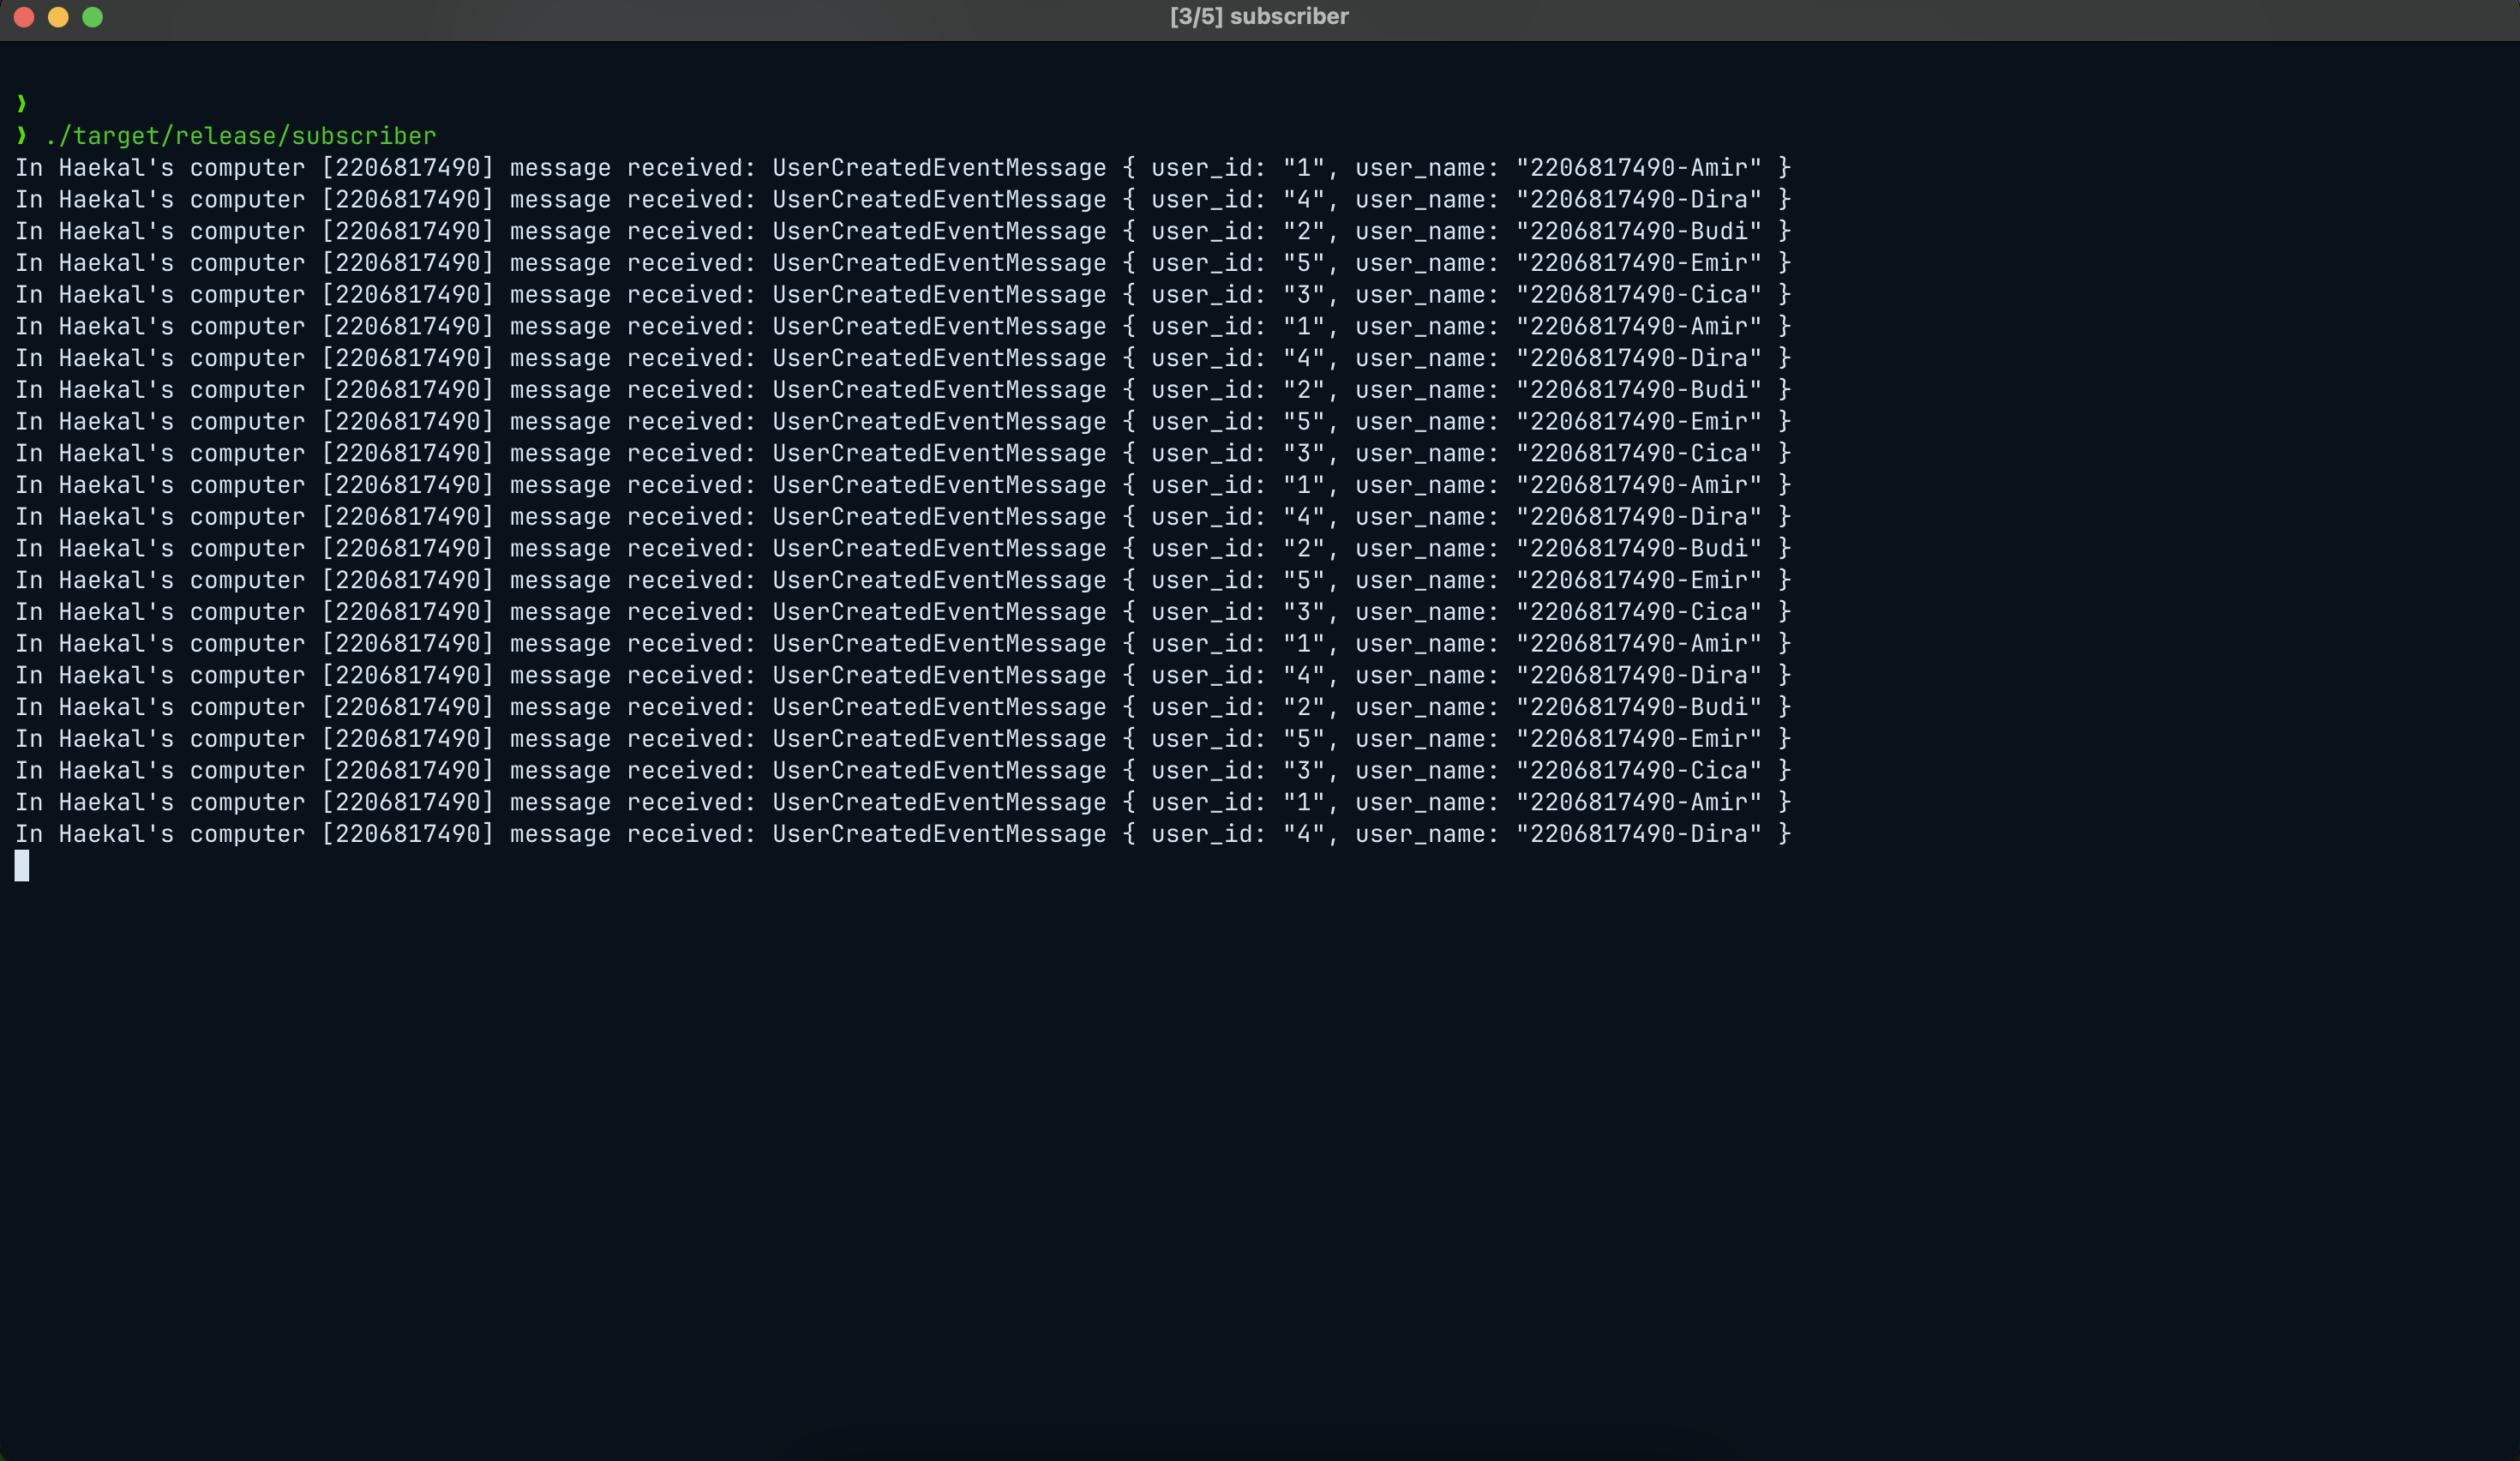 [3/5] subscriber
❯
❯ ./target/release/subscriber
In Haekal's computer [2206817490] message received: UserCreatedEventMessage { user_id: "1", user_name: "2206817490-Amir" }
In Haekal's computer [2206817490] message received: UserCreatedEventMessage { user_id: "4", user_name: "2206817490-Dira" }
In Haekal's computer [2206817490] message received: UserCreatedEventMessage { user_id: "2", user_name: "2206817490-Budi" }
In Haekal's computer [2206817490] message received: UserCreatedEventMessage { user_id: "5", user_name: "2206817490-Emir" }
In Haekal's computer [2206817490] message received: UserCreatedEventMessage { user_id: "3", user_name: "2206817490-Cica" }
In Haekal's computer [2206817490] message received: UserCreatedEventMessage { user_id: "1", user_name: "2206817490-Amir" }
In Haekal's computer [2206817490] message received: UserCreatedEventMessage { user_id: "4", user_name: "2206817490-Dira" }
In Haekal's computer [2206817490] message received: UserCreatedEventMessage { user_id: "2", user_name: "2206817490-Budi" }
In Haekal's computer [2206817490] message received: UserCreatedEventMessage { user_id: "5", user_name: "2206817490-Emir" }
In Haekal's computer [2206817490] message received: UserCreatedEventMessage { user_id: "3", user_name: "2206817490-Cica" }
In Haekal's computer [2206817490] message received: UserCreatedEventMessage { user_id: "1", user_name: "2206817490-Amir" }
In Haekal's computer [2206817490] message received: UserCreatedEventMessage { user_id: "4", user_name: "2206817490-Dira" }
In Haekal's computer [2206817490] message received: UserCreatedEventMessage { user_id: "2", user_name: "2206817490-Budi" }
In Haekal's computer [2206817490] message received: UserCreatedEventMessage { user_id: "5", user_name: "2206817490-Emir" }
In Haekal's computer [2206817490] message received: UserCreatedEventMessage { user_id: "3", user_name: "2206817490-Cica" }
In Haekal's computer [2206817490] message received: UserCreatedEventMessage { user_id: "1", user_name: "2206817490-Amir" }
In Haekal's computer [2206817490] message received: UserCreatedEventMessage { user_id: "4", user_name: "2206817490-Dira" }
In Haekal's computer [2206817490] message received: UserCreatedEventMessage { user_id: "2", user_name: "2206817490-Budi" }
In Haekal's computer [2206817490] message received: UserCreatedEventMessage { user_id: "5", user_name: "2206817490-Emir" }
In Haekal's computer [2206817490] message received: UserCreatedEventMessage { user_id: "3", user_name: "2206817490-Cica" }
In Haekal's computer [2206817490] message received: UserCreatedEventMessage { user_id: "1", user_name: "2206817490-Amir" }
In Haekal's computer [2206817490] message received: UserCreatedEventMessage { user_id: "4", user_name: "2206817490-Dira" }